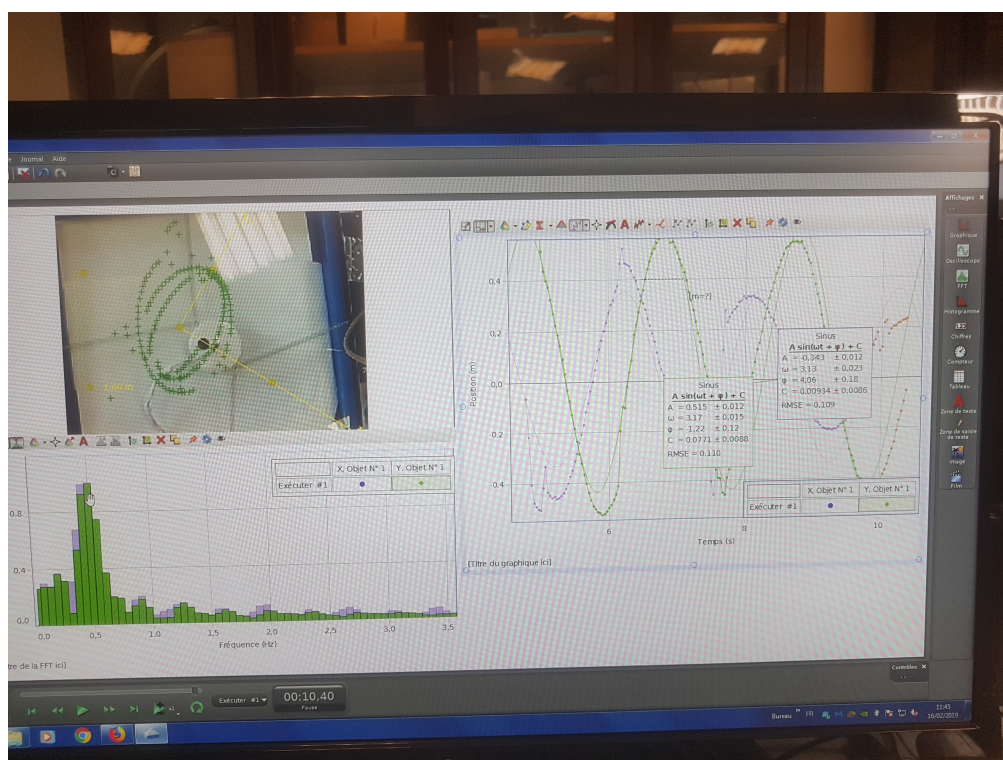 Journal Aide
Affichages
Graphique
Oscilloscope
FFT
Histogramme
Chiffres
Compteur
Tableau
Zone de texte
Zone de saisie
de texte
Image
Film
0,4
0,2
0,0
-0,2
0,4
Position (m)
[m=?]
Sinus
A sin(ωt + φ) + C
A = 0,515 ± 0,012
ω = 3,17 ± 0,015
φ = -1,22 ± 0,12
C = 0,0771 ± 0,0088
RMSE = 0,110
Sinus
A sin(ωt + φ) + C
A = -0,343 ± 0,012
ω = 3,13 ± 0,023
φ = 4,06 ± 0,18
C = 0,00934 ± 0,0086
RMSE = 0,109
X, Objet N° 1 Y, Objet N° 1
Exécuter #1
6 8 10
Temps (s)
[Titre du graphique ici]
X, Objet N° 1 Y, Objet N° 1
Exécuter #1
0,8
0,4
0,0
0,0 0,5 1,0 1,5 2,0 2,5 3,0 3,5
Fréquence (Hz)
tre de la FFT ici]
Contrôles
Exécuter #1
00:10,40
Pause
Bureau
FR
11:45
16/02/2019